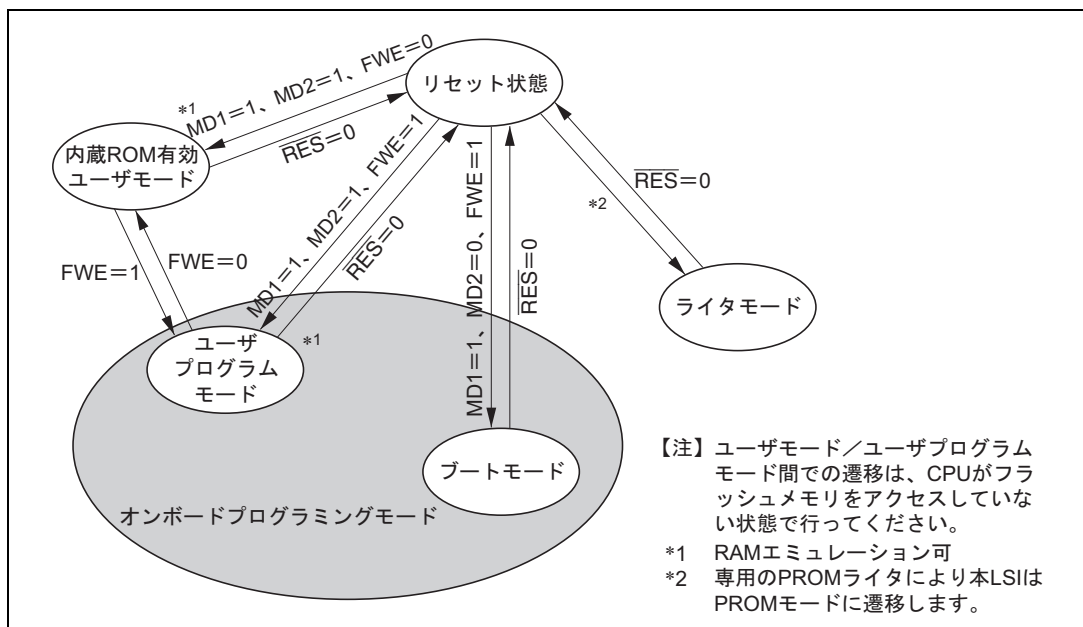 リセット状態
MD1=1、MD2=1、FWE=0
*1
RES=0
内蔵ROM有効
ユーザモード
FWE=1
FWE=0
MD1=1、MD2=1、FWE=1
RES=0
MD1=1、MD2=0、FWE=1
RES=0
*2
RES=0
ライタモード
ユーザ
プログラム
モード
*1
ブートモード
オンボードプログラミングモード
【注】ユーザモード/ユーザプログラム
モード間での遷移は、CPUがフラ
ッシュメモリをアクセスしていな
い状態で行ってください。
*1 RAMエミュレーション可
*2 専用のPROMライタにより本LSIは
PROMモードに遷移します。